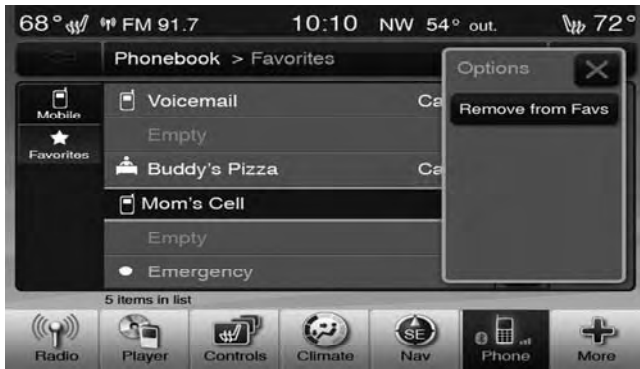 68° FM 91.7 10:10 NW 54° out. 72°
Phonebook > Favorites
Options
Mobile
Voicemail Ca
Remove from Favs
Empty
Favorites
Buddy's Pizza Ca
Mom's Cell
Empty
Emergency
5 items in list
Radio Player Controls Climate SE Nav Phone More